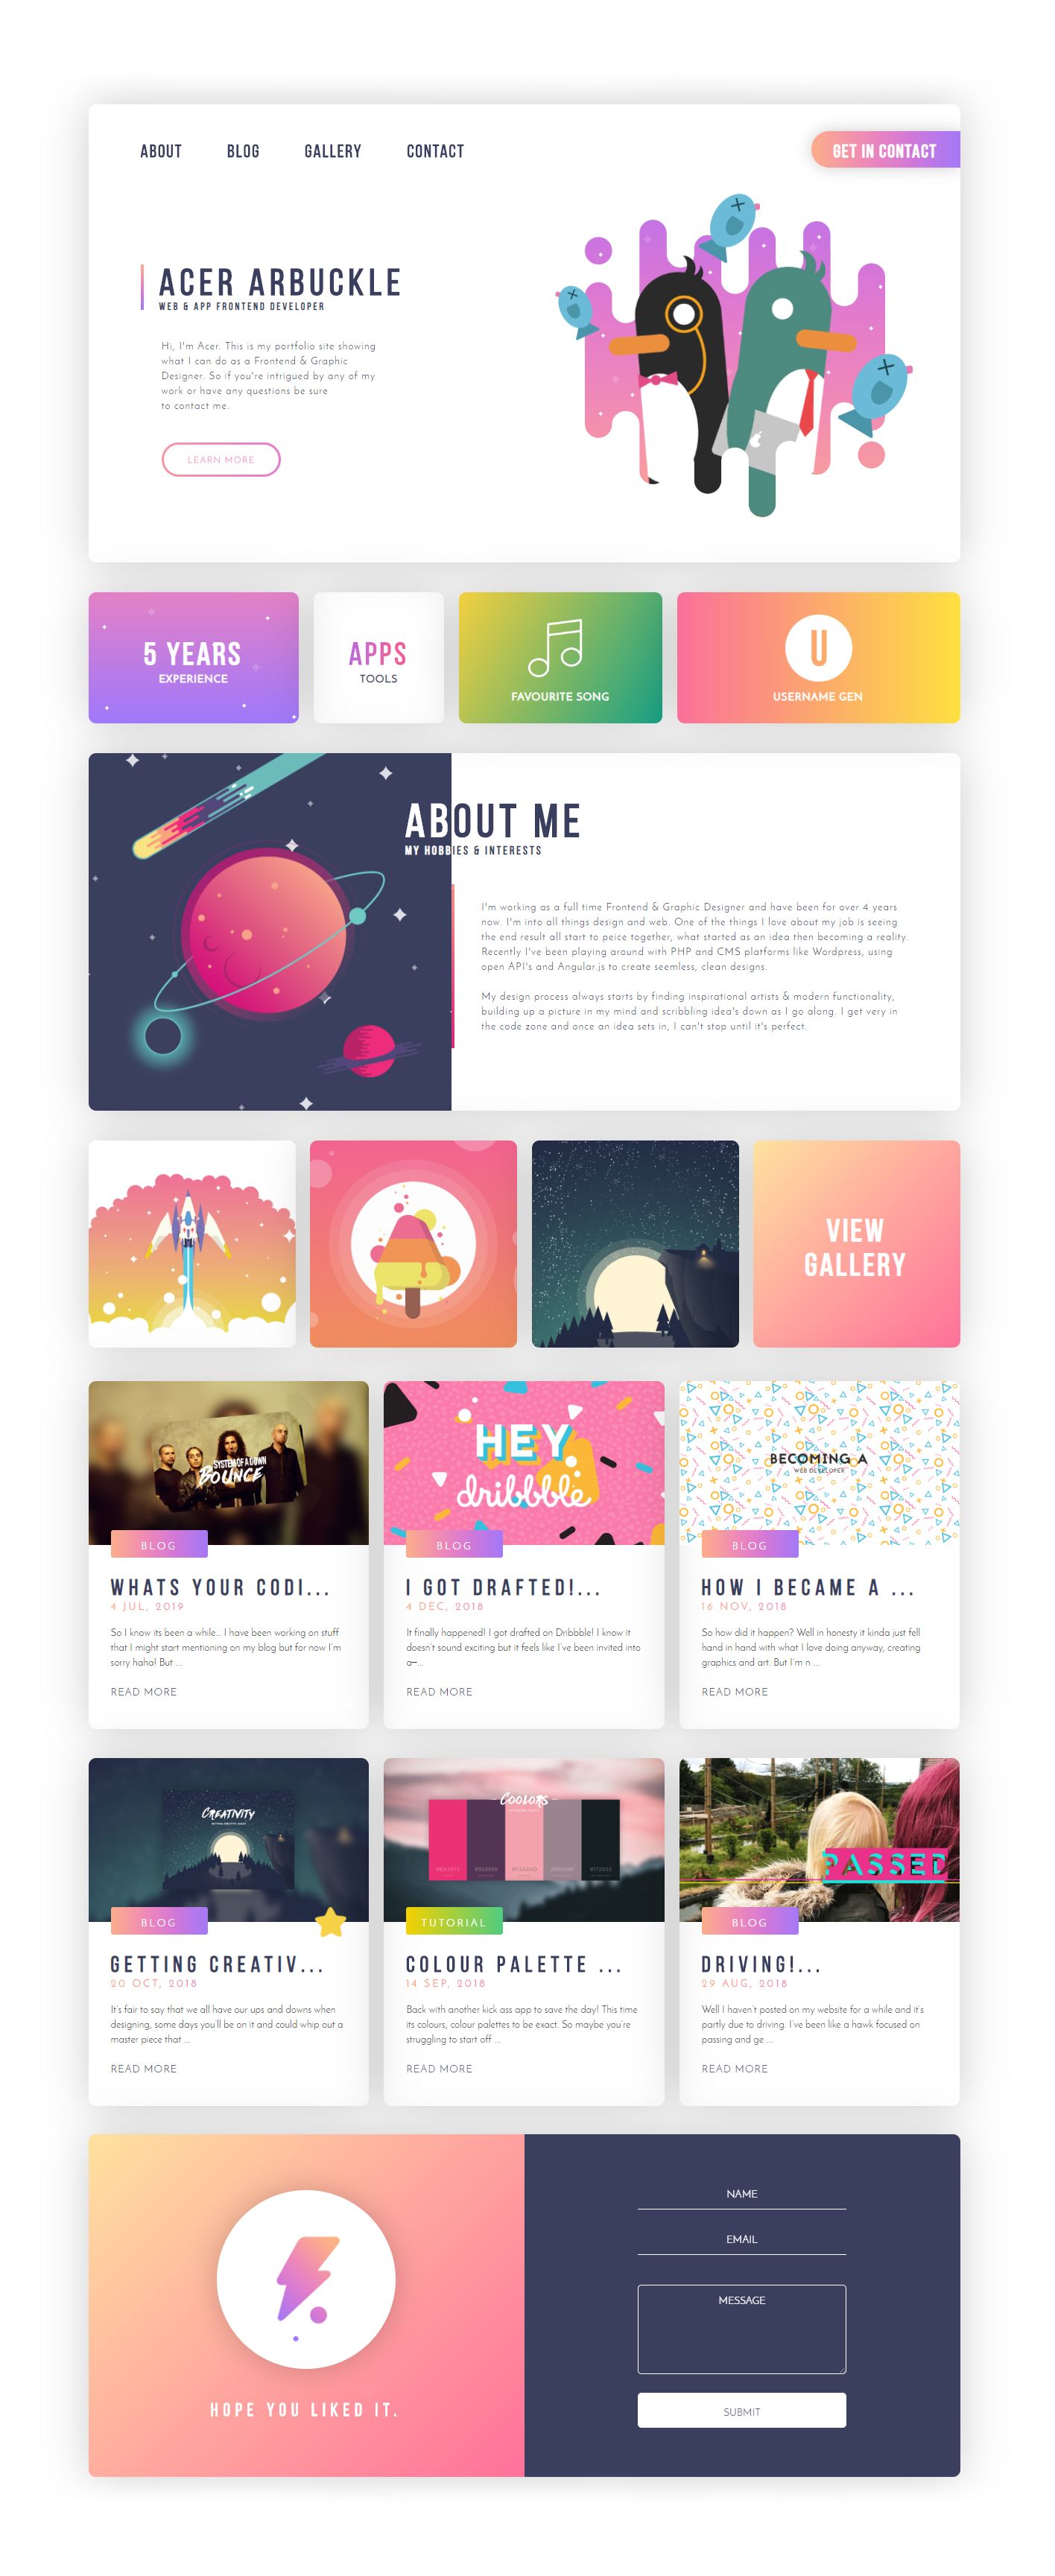 ABOUT BLOG GALLERY CONTACT
GET IN CONTACT
ACER ARBUCKLE
WEB & APP FRONTEND DEVELOPER
Hi, I'm Acer. This is my portfolio site showing
what I can do as a Frontend & Graphic
Designer. So if you're intrigued by any of my
work or have any questions be sure
to contact me.
LEARN MORE
5 YEARS
EXPERIENCE
APPS
TOOLS
FAVOURITE SONG
U
USERNAME GEN
ABOUT ME
MY HOBBIES & INTERESTS
I'm working as a full time Frontend & Graphic Designer and have been for over 4 years
now. I'm into all things design and web. One of the things I love about my job is seeing
the end result all start to peice together, what started as an idea then becoming a reality.
Recently I've been playing around with PHP and CMS platforms like Wordpress, using
open API's and Angular.js to create seemless, clean designs.
My design process always starts by finding inspirational artists & modern functionality,
building up a picture in my mind and scribbling idea's down as I go along. I get very in
the code zone and once an idea sets in, I can't stop until it's perfect.
VIEW
GALLERY
SYSTEM OF A DOWN
BOUNCE
BLOG
WHATS YOUR CODI...
4 JUL, 2019
So I know its been a while... I have been working on stuff
that I might start mentioning on my blog but for now I'm
sorry haha! But ...
READ MORE
HEY
dribbble
BLOG
I GOT DRAFTED!...
4 DEC, 2018
It finally happened! I got drafted on Dribbble! I know it
doesn't sound exciting but it feels like I've been invited into
a–...
READ MORE
BECOMING A
WEB DEVELOPER
BLOG
HOW I BECAME A ...
16 NOV, 2018
So how did it happen? Well in honesty it kinda just fell
hand in hand with what I love doing anyway, creating
graphics and art. But I'm n ...
READ MORE
CREATIVITY
BLOG
GETTING CREATIV...
20 OCT, 2018
It's fair to say that we all have our ups and downs when
designing, some days you'll be on it and could whip out a
master piece that ...
READ MORE
COOLORS
TUTORIAL
COLOUR PALETTE ...
14 SEP, 2018
Back with another kick ass app to save the day! This time
its colours, colour palettes to be exact. So maybe you're
struggling to start off ...
READ MORE
PASSED
BLOG
DRIVING!...
29 AUG, 2018
Well I haven't posted on my website for a while and it's
partly due to driving. I've been like a hawk focused on
passing and ge ...
READ MORE
HOPE YOU LIKED IT.
NAME
EMAIL
MESSAGE
SUBMIT